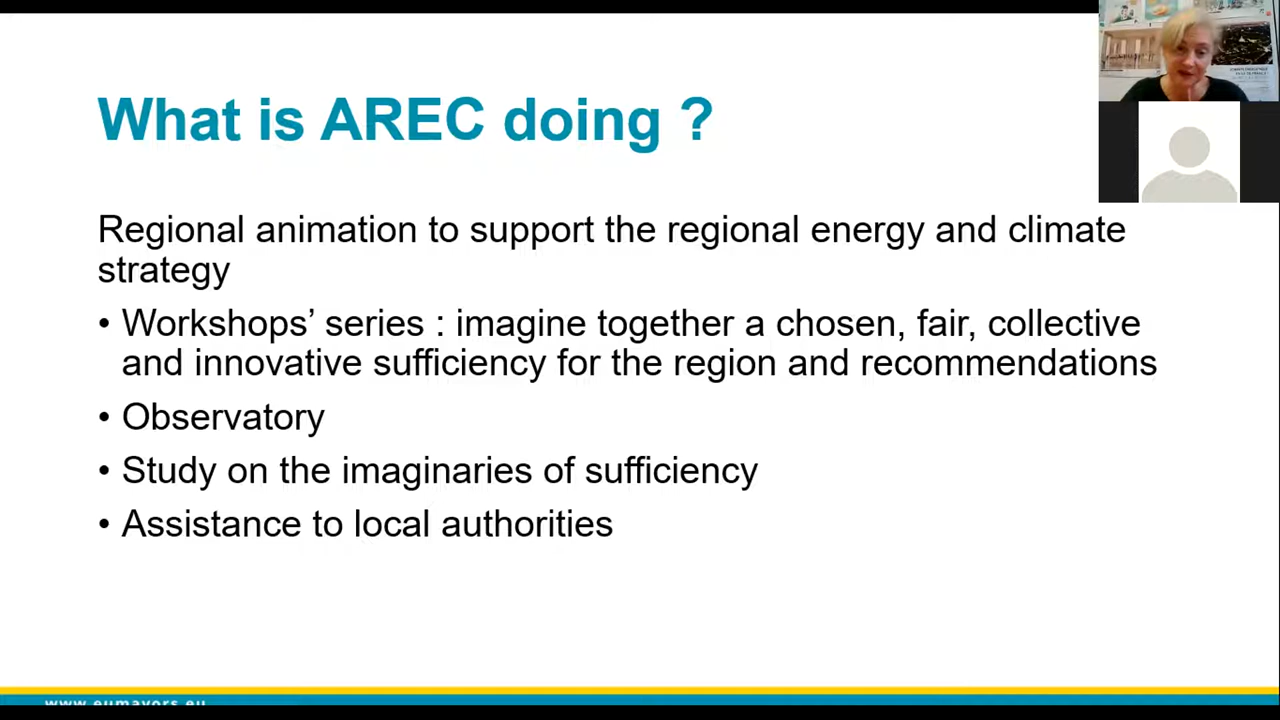 What is AREC doing ?
Regional animation to support the regional energy and climate
strategy
• Workshops’ series : imagine together a chosen, fair, collective
and innovative sufficiency for the region and recommendations
• Observatory
• Study on the imaginaries of sufficiency
• Assistance to local authorities
www.eumayors.eu